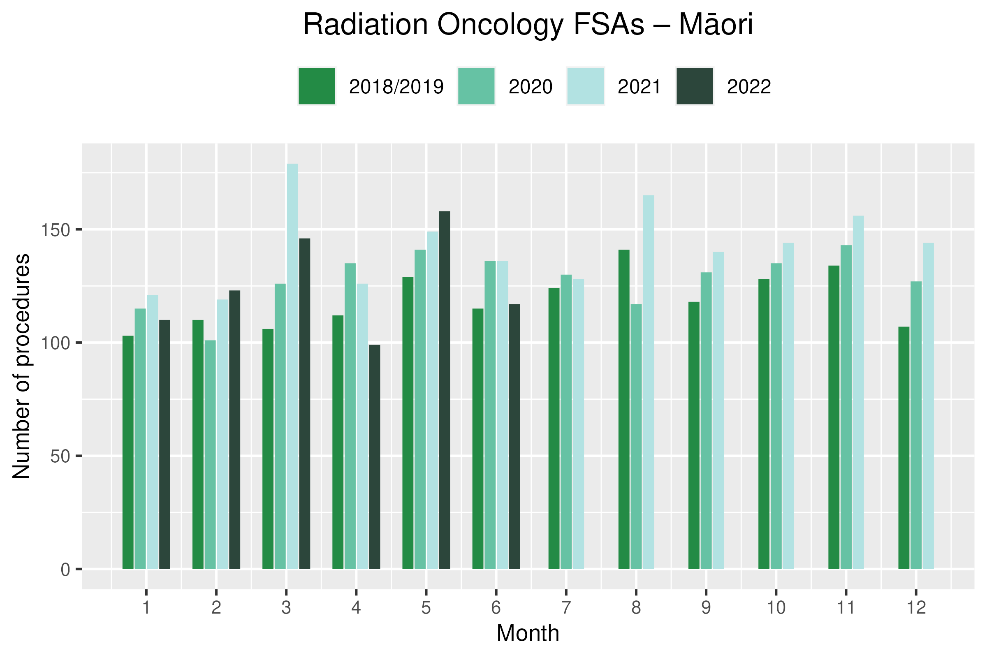 Radiation Oncology FSAs – Māori
2018/2019 2020 2021 2022
Number of procedures
150
100
50
0
1 2 3 4 5 6 7 8 9 10 11 12
Month